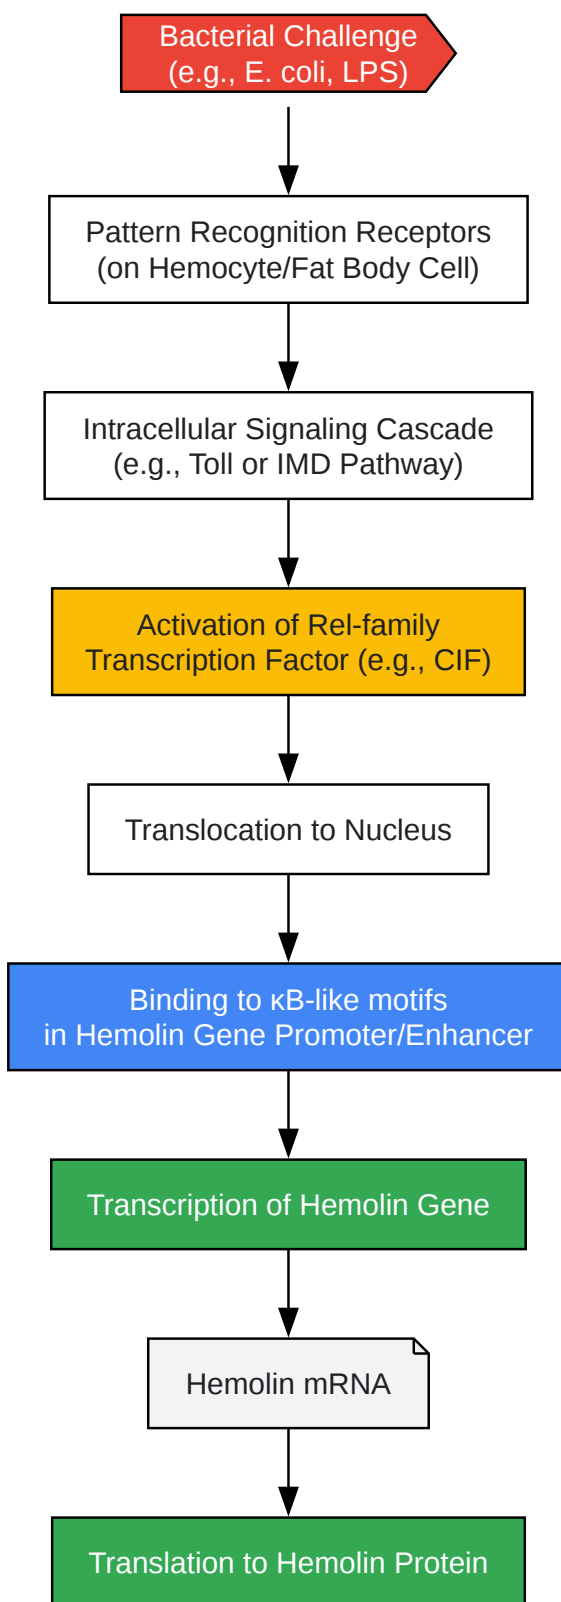 Bacterial Challenge
(e.g., E. coli, LPS)
Pattern Recognition Receptors
(on Hemocyte/Fat Body Cell)
Intracellular Signaling Cascade
(e.g., Toll or IMD Pathway)
Activation of Rel-family
Transcription Factor (e.g., CIF)
Translocation to Nucleus
Binding to κB-like motifs
in Hemolin Gene Promoter/Enhancer
Transcription of Hemolin Gene
Hemolin mRNA
Translation to Hemolin Protein